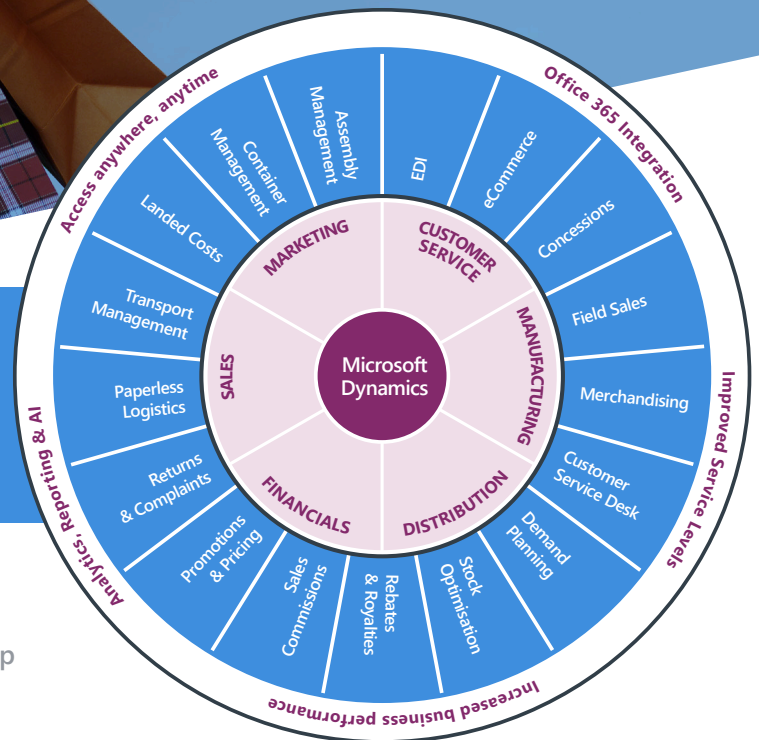 Access anywhere, anytime
Office 365 Integration
Improved Service Levels
Increased business performance
Analytics, Reporting & AI
Assembly
Management
EDI
eCommerce
Concessions
Field Sales
Merchandising
Customer
Service Desk
Demand
Planning
Stock
Optimisation
Rebates
& Royalties
Sales
Commissions
Promotions
& Pricing
Returns
& Complaints
Paperless
Logistics
Transport
Management
Landed Costs
Container
Management
MARKETING
CUSTOMER
SERVICE
MANUFACTURING
DISTRIBUTION
FINANCIALS
SALES
Microsoft
Dynamics
p